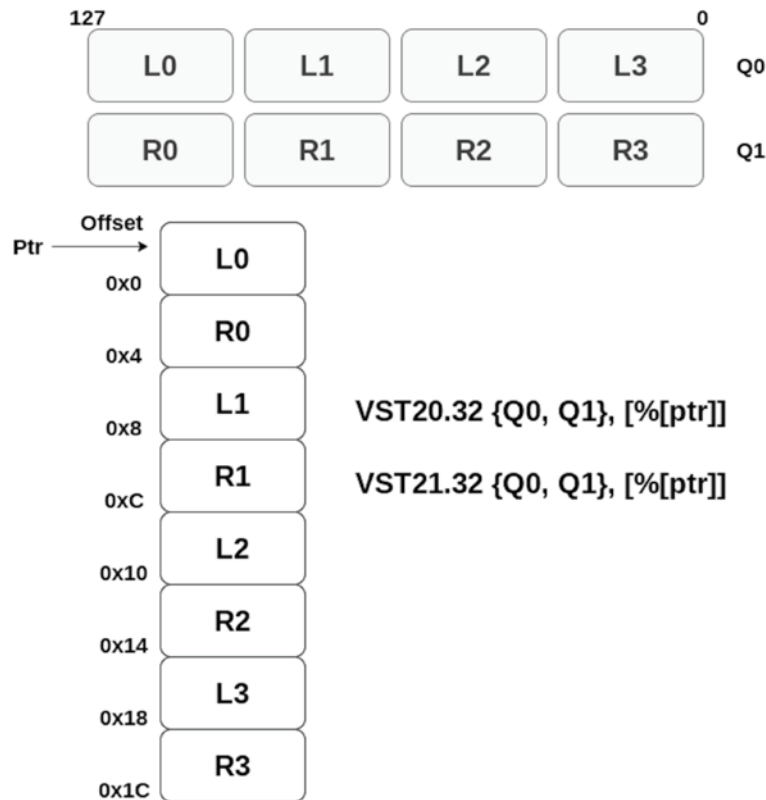 127 0
L0 L1 L2 L3 Q0
R0 R1 R2 R3 Q1
Offset
Ptr
L0
0x0
R0
0x4
L1
0x8
VST20.32 {Q0, Q1}, [%[ptr]]
R1
VST21.32 {Q0, Q1}, [%[ptr]]
0xC
L2
0x10
R2
0x14
L3
0x18
R3
0x1C